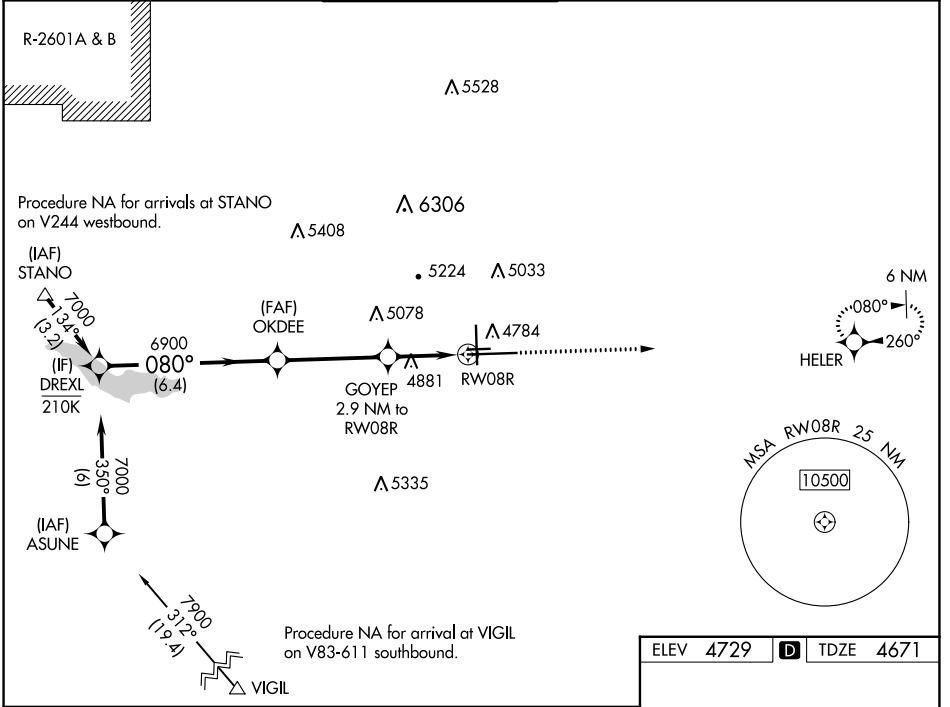 R-2601A & B
5528
Procedure NA for arrivals at STANO
on V244 westbound.
6306
5408
(IAF)
STANO
5224
5033
6 NM
7000
134°
(3.2)
(FAF)
OKDEE
5078
080°
260°
HELER
6900
080°
(6.4)
4784
(IF)
DREXL
210K
GOYEP
2.9 NM to
RW08R
4881
RW08R
7000
350°
(6)
5335
MSA RW08R 25 NM
10500
(IAF)
ASUNE
7900
312°
(19.4)
Procedure NA for arrival at VIGIL
on V83-611 southbound.
VIGIL
ELEV 4729 D TDZE 4671